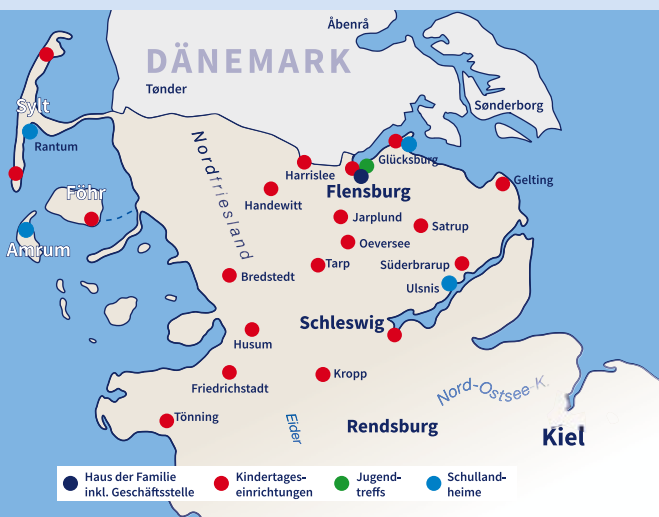 Åbenrå
DÄNEMARK
Tønder
Sylt
Sønderborg
Rantum
Nordfriesland
Harrislee
Glücksburg
Flensburg
Gelting
Föhr
Handewitt
Jarplund
Satrup
Amrum
Oeversee
Tarp
Süderbrarup
Bredstedt
Ulsnis
Schleswig
Husum
Friedrichstadt
Kropp
Nord-Ostsee-K.
Tönning
Eider
Rendsburg
Kiel
Haus der Familie
inkl. Geschäftsstelle
Kindertages-
einrichtungen
Jugend-
treffs
Schulland-
heime